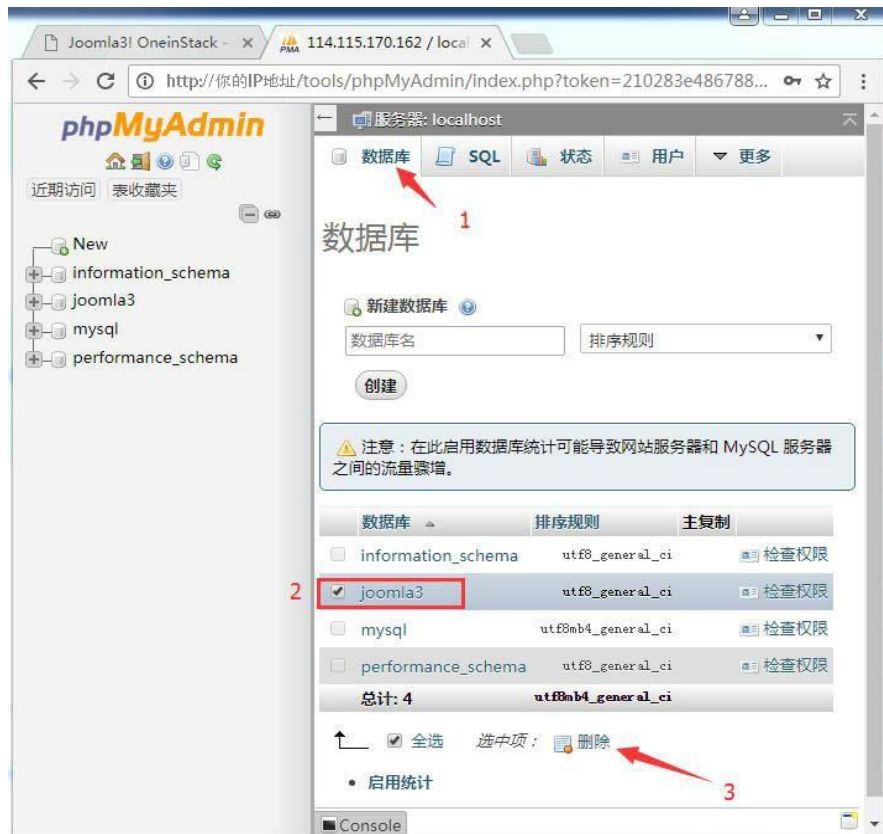 Joomla3! OneinStack -
PMA 114.115.170.162 / local
http://你的IP地址/tools/phpMyAdmin/index.php?token=210283e486788...
phpMyAdmin
近期访问 表收藏夹
New
information_schema
joomla3
mysql
performance_schema
服务器: localhost
数据库 SQL 状态 用户 更多
1
数据库
新建数据库
数据库名 排序规则
创建
注意：在此启用数据库统计可能导致网站服务器和 MySQL 服务器
之间的流量骤增。
数据库 排序规则 主复制
information_schema utf8_general_ci 检查权限
2 joomla3 utf8_general_ci 检查权限
mysql utf8mb4_general_ci 检查权限
performance_schema utf8_general_ci 检查权限
总计: 4 utf8mb4_general_ci
全选 选中项： 删除
3
启用统计
Console